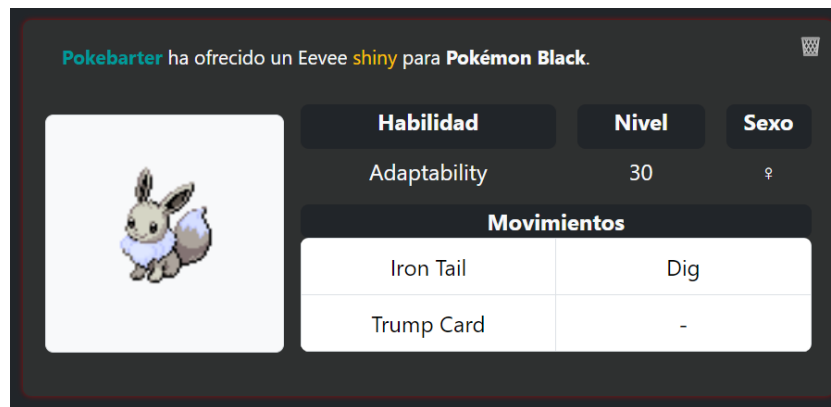 Pokebarter ha ofrecido un Eevee shiny para Pokémon Black.
Habilidad Nivel Sexo
Adaptability 30 ♀
Movimientos
Iron Tail Dig
Trump Card -